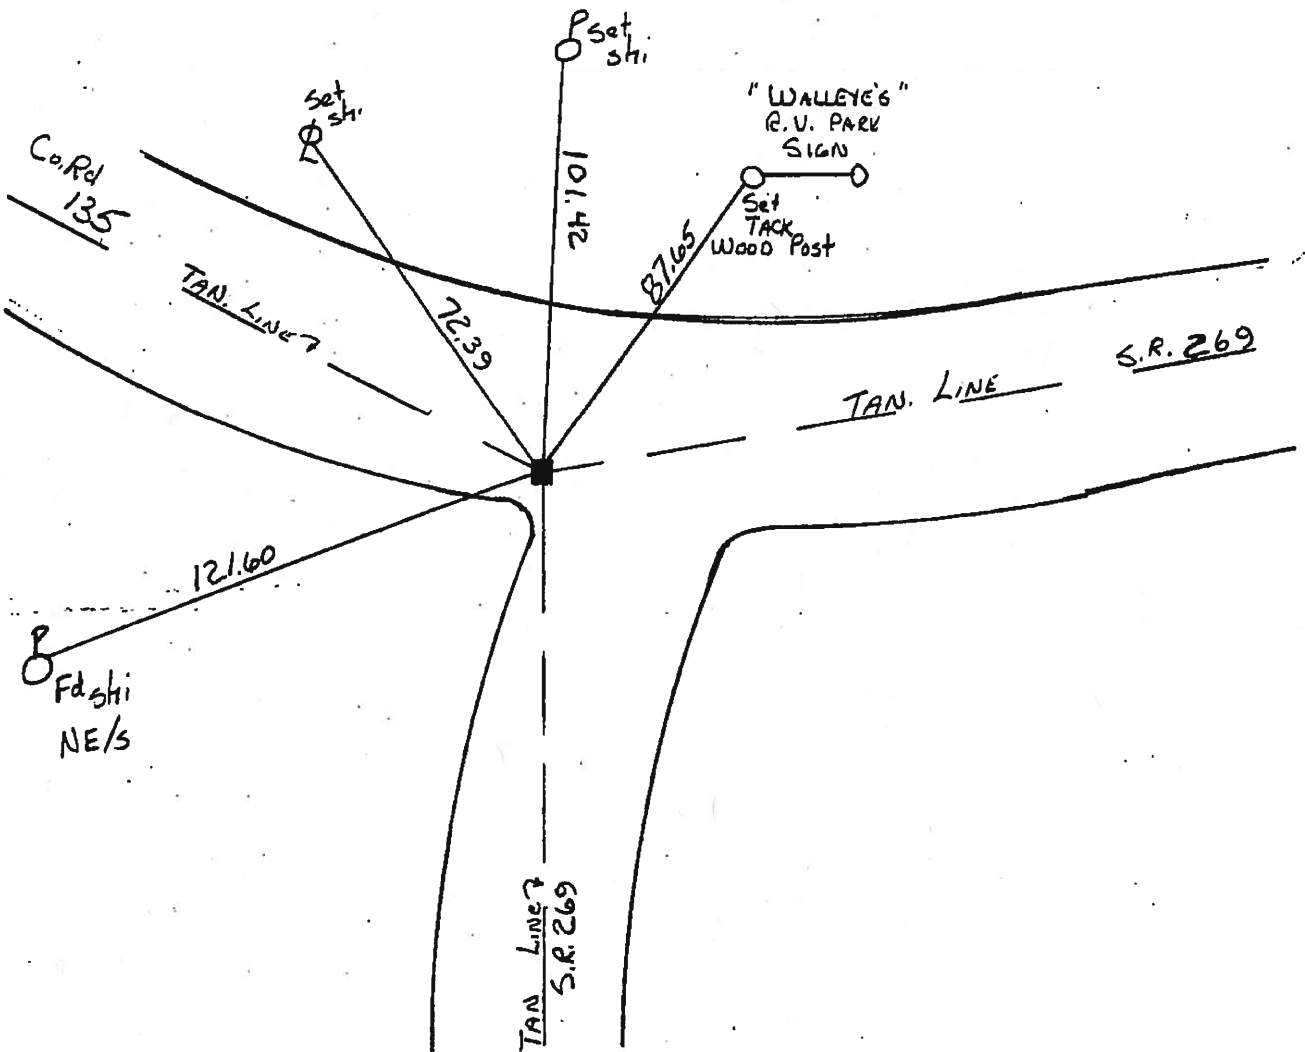 P Set
shi
Set
shi
"WALLEYE'S"
R.V. PARK
SIGN
Co. Rd
135
Set
TACK
WOOD Post
101.42
87.65
72.39
TAN. LINE
S.R. 269
TAN. LINE
121.60
P
Fd shi
NE/S
TAN LINE
S.R. 269